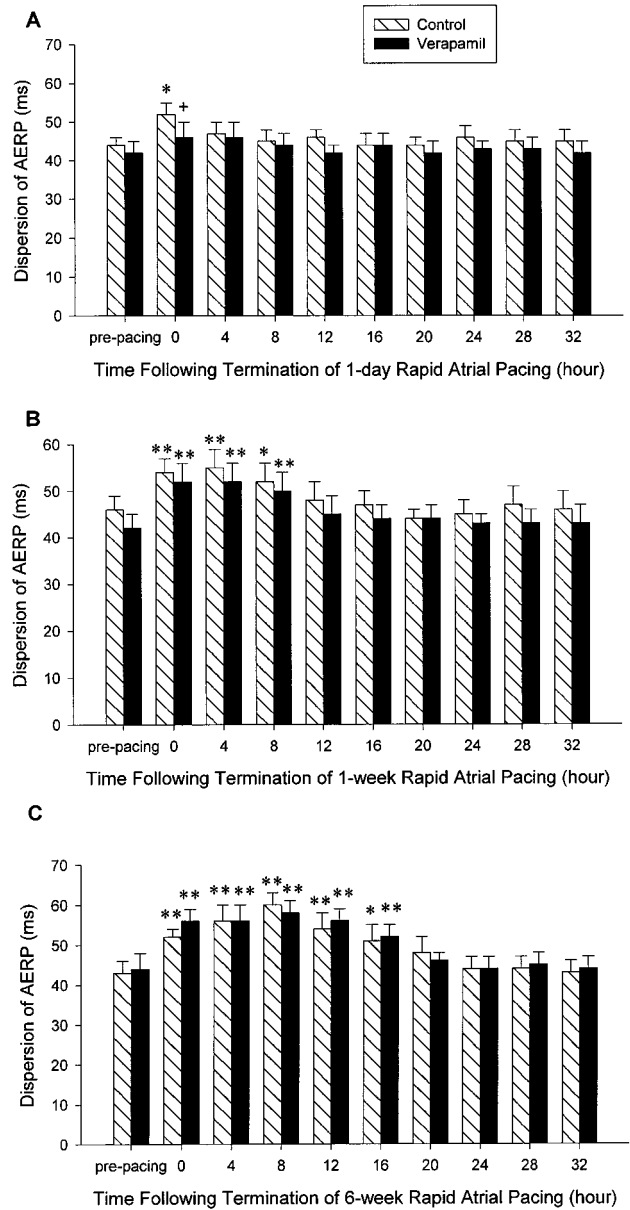 A
Control
Verapamil
Dispersion of AERP (ms)
70
60
50
40
30
20
10
0
* +
pre-pacing 0 4 8 12 16 20 24 28 32
Time Following Termination of 1-day Rapid Atrial Pacing (hour)
B
Dispersion of AERP (ms)
60
50
40
30
20
10
0
** ** ** ** * **
pre-pacing 0 4 8 12 16 20 24 28 32
Time Following Termination of 1-week Rapid Atrial Pacing (hour)
C
Dispersion of AERP (ms)
70
60
50
40
30
20
10
0
** ** ** ** ** ** ** ** * **
pre-pacing 0 4 8 12 16 20 24 28 32
Time Following Termination of 6-week Rapid Atrial Pacing (hour)